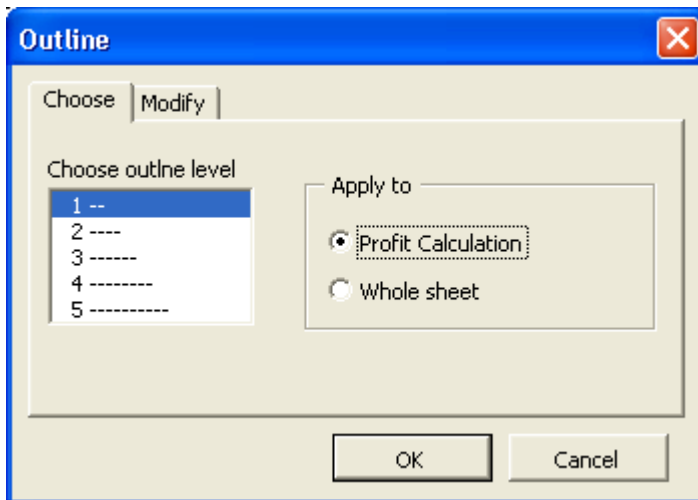 Outline
Choose
Modify
Choose outlne level
1 --
2 ----
3 ------
4 --------
5 ----------
Apply to
Profit Calculation
Whole sheet
OK
Cancel